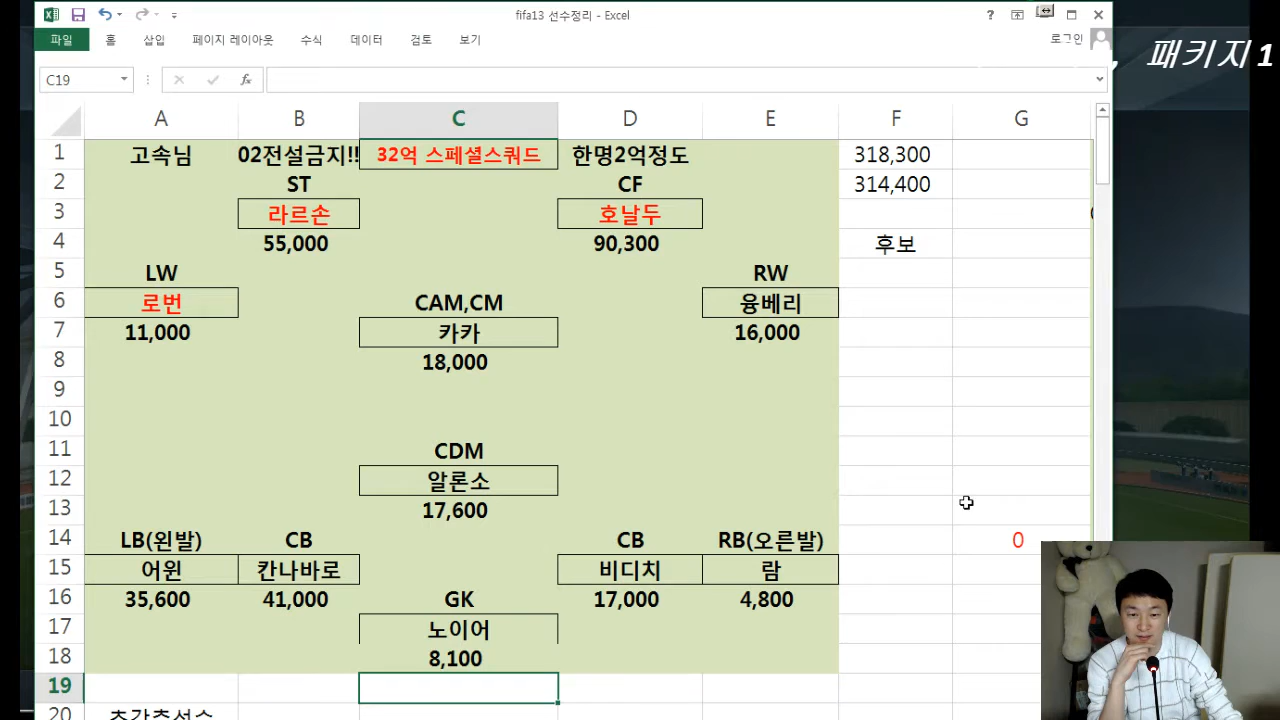 fifa13 선수정리 - Excel
파일 홈 삽입 페이지 레이아웃 수식 데이터 검토 보기 로그인
패키지 1
C19
A B C D E F G
1 고속님 02전설금지!! 32억 스페셜스쿼드 한명2억정도 318,300
2 ST CF 314,400
3 라르손 호날두
4 55,000 90,300 후보
5 LW RW
6 로번 CAM,CM 융베리
7 11,000 카카 16,000
8 18,000
9
10
11 CDM
12 알론소
13 17,600
14 LB(왼발) CB CB RB(오른발) 0
15 어윈 칸나바로 비디치 람
16 35,600 41,000 GK 17,000 4,800
17 노이어
18 8,100
19
20